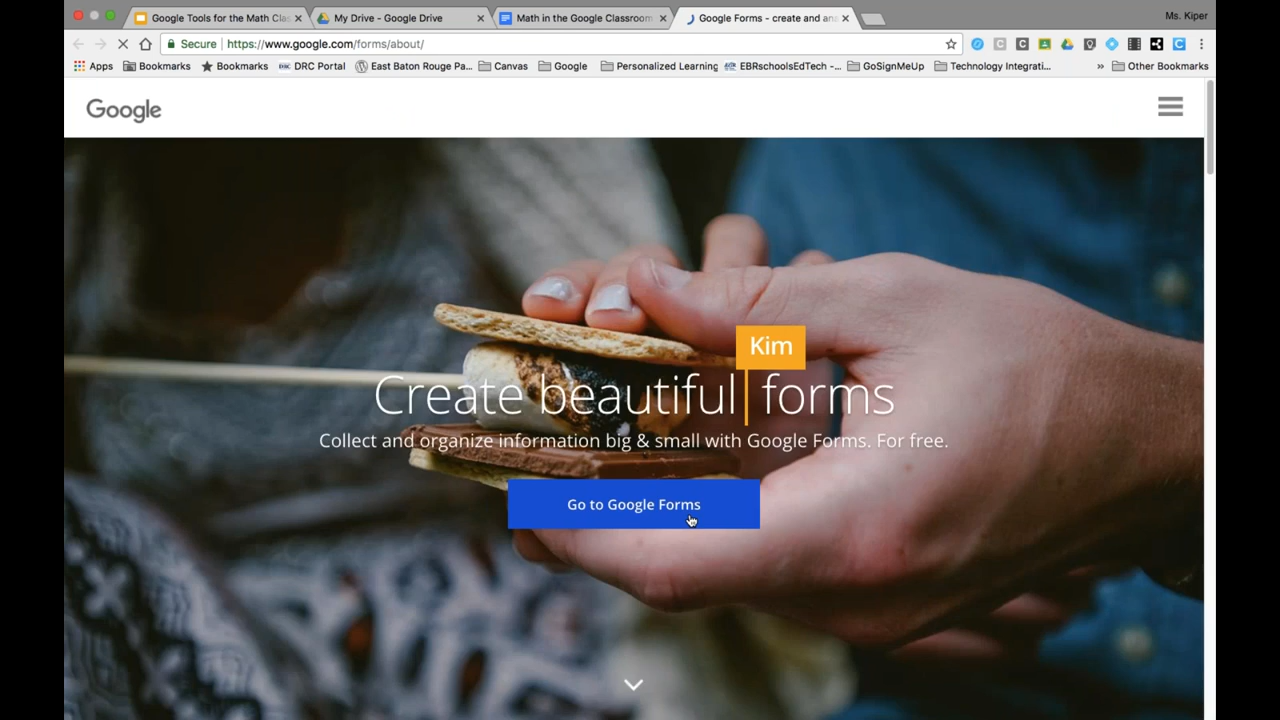 Google Tools for the Math Clas
My Drive - Google Drive
Math in the Google Classroom
Google Forms - create and ana
Ms. Kiper
Secure
https://www.google.com/forms/about/
Apps
Bookmarks
Bookmarks
DRC Portal
East Baton Rouge Pa...
Canvas
Google
Personalized Learning
EBRschoolsEdTech -...
GoSignMeUp
Technology Integrati...
»
Other Bookmarks
Google
Kim
Create beautiful forms
Collect and organize information big & small with Google Forms. For free.
Go to Google Forms